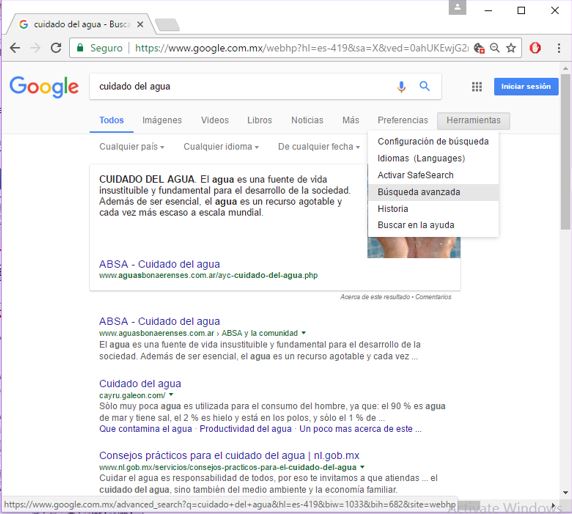 cuidado del agua - Busca
Seguro
https://www.google.com.mx/webhp?hl=es-419&sa=X&ved=0ahUKEwjG2
Google
cuidado del agua
Iniciar sesión
Todos Imágenes Videos Libros Noticias Más Preferencias Herramientas
Cualquier país Cualquier idioma De cualquier fecha
Configuración de búsqueda
Idiomas (Languages)
Activar SafeSearch
Búsqueda avanzada
Historia
Buscar en la ayuda
CUIDADO DEL AGUA. El agua es una fuente de vida
insustituible y fundamental para el desarrollo de la sociedad.
Además de ser esencial, el agua es un recurso agotable y
cada vez más escaso a escala mundial.
ABSA - Cuidado del agua
www.aguasbonaerenses.com.ar/ayc-cuidado-del-agua.php
Acerca de este resultado • Comentarios
ABSA - Cuidado del agua
www.aguasbonaerenses.com.ar › ABSA y la comunidad
El agua es una fuente de vida insustituible y fundamental para el desarrollo de la
sociedad. Además de ser esencial, el agua es un recurso agotable y cada vez ...
Cuidado del agua
cayru.galeon.com/
Sólo muy poca agua es utilizada para el consumo del hombre, ya que: el 90 % es agua
de mar y tiene sal, el 2 % es hielo y está en los polos, y sólo el 1 % de ...
Que contamina el agua · Productividad del agua · Un poco mas acerca de este ...
Consejos prácticos para el cuidado del agua | nl.gob.mx
www.nl.gob.mx/servicios/consejos-practicos-para-el-cuidado-del-agua
Cuidar el agua es responsabilidad de todos, por eso te invitamos a que atiendas ... el
cuidado del agua, sino también del medio ambiente y la economía familiar.
https://www.google.com.mx/advanced_search?q=cuidado+del+agua&hl=es-419&biw=1033&bih=682&site=webhp
Activate Windows